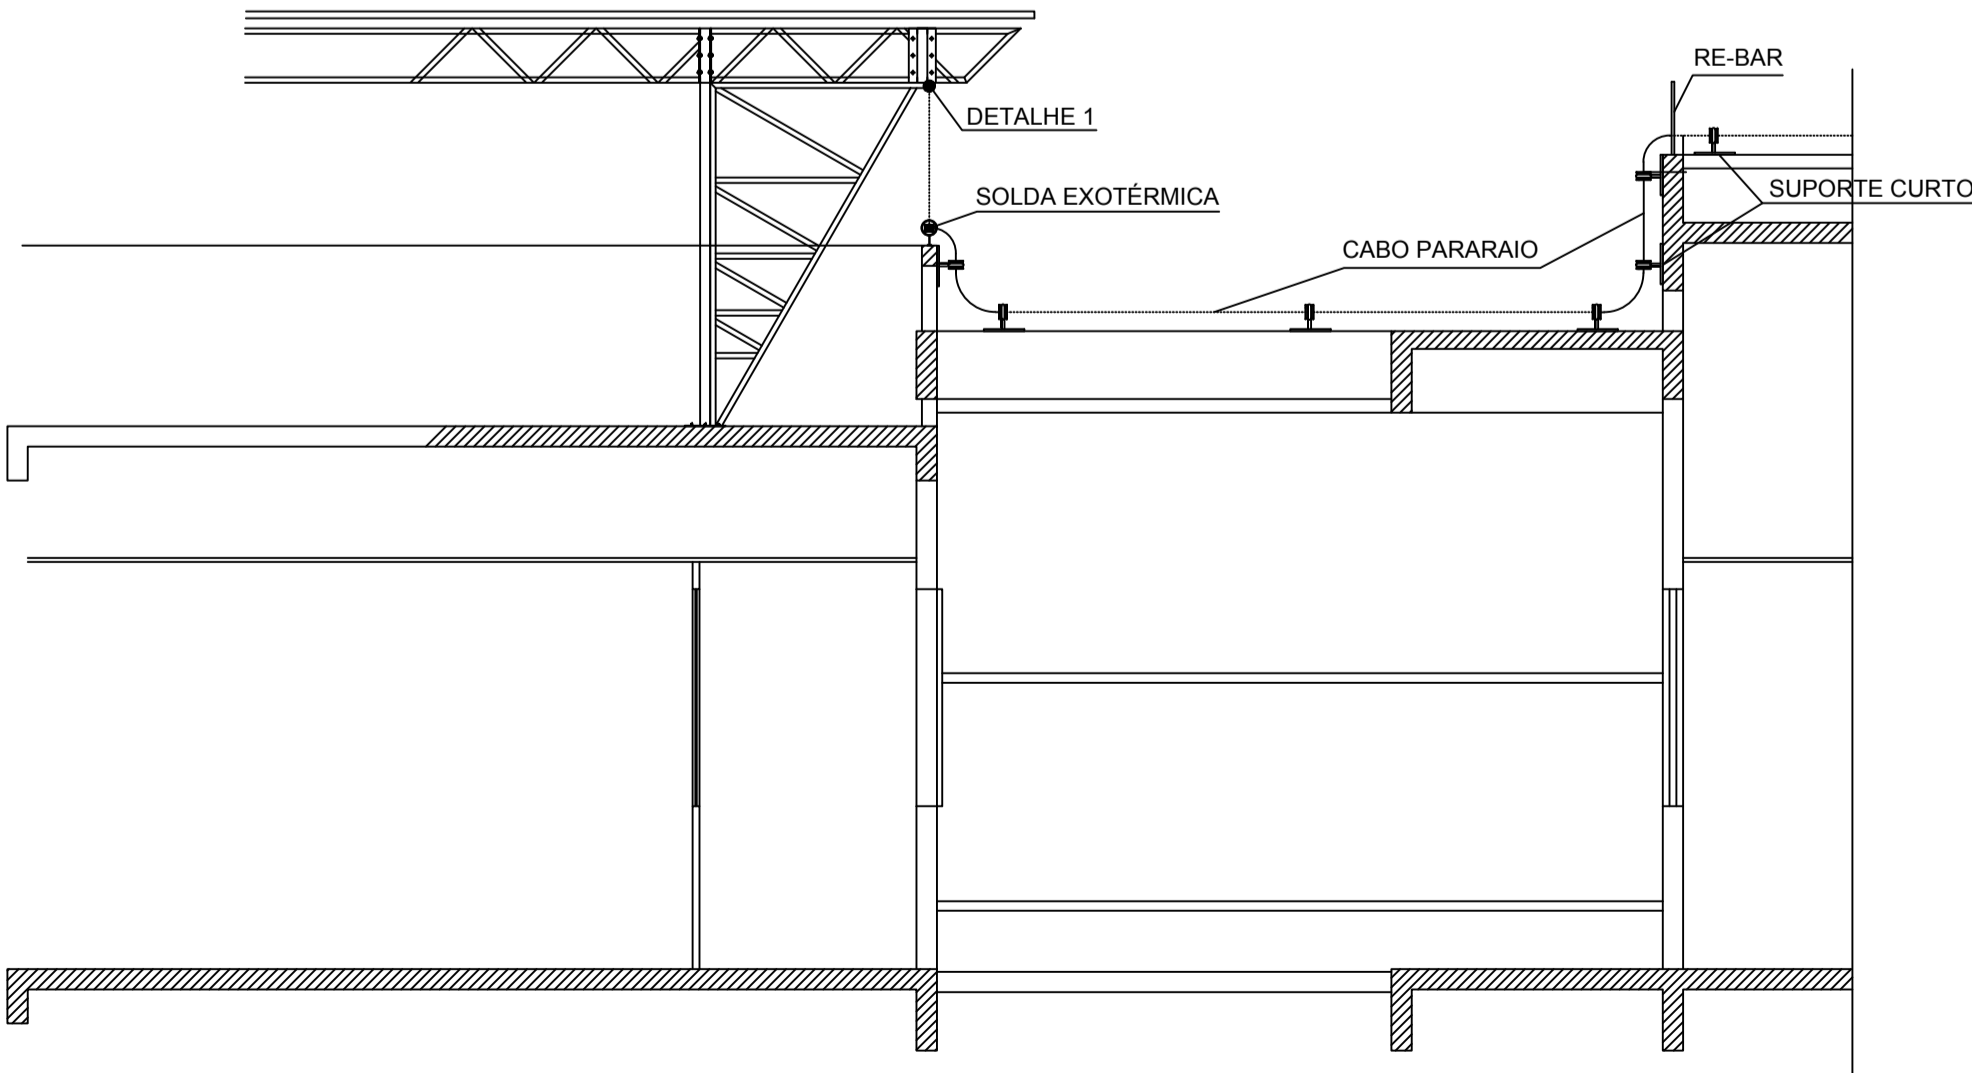 RE-BAR
DETALHE 1
SOLDA EXOTÉRMICA
SUPORTE CURTO
CABO PARARAIO